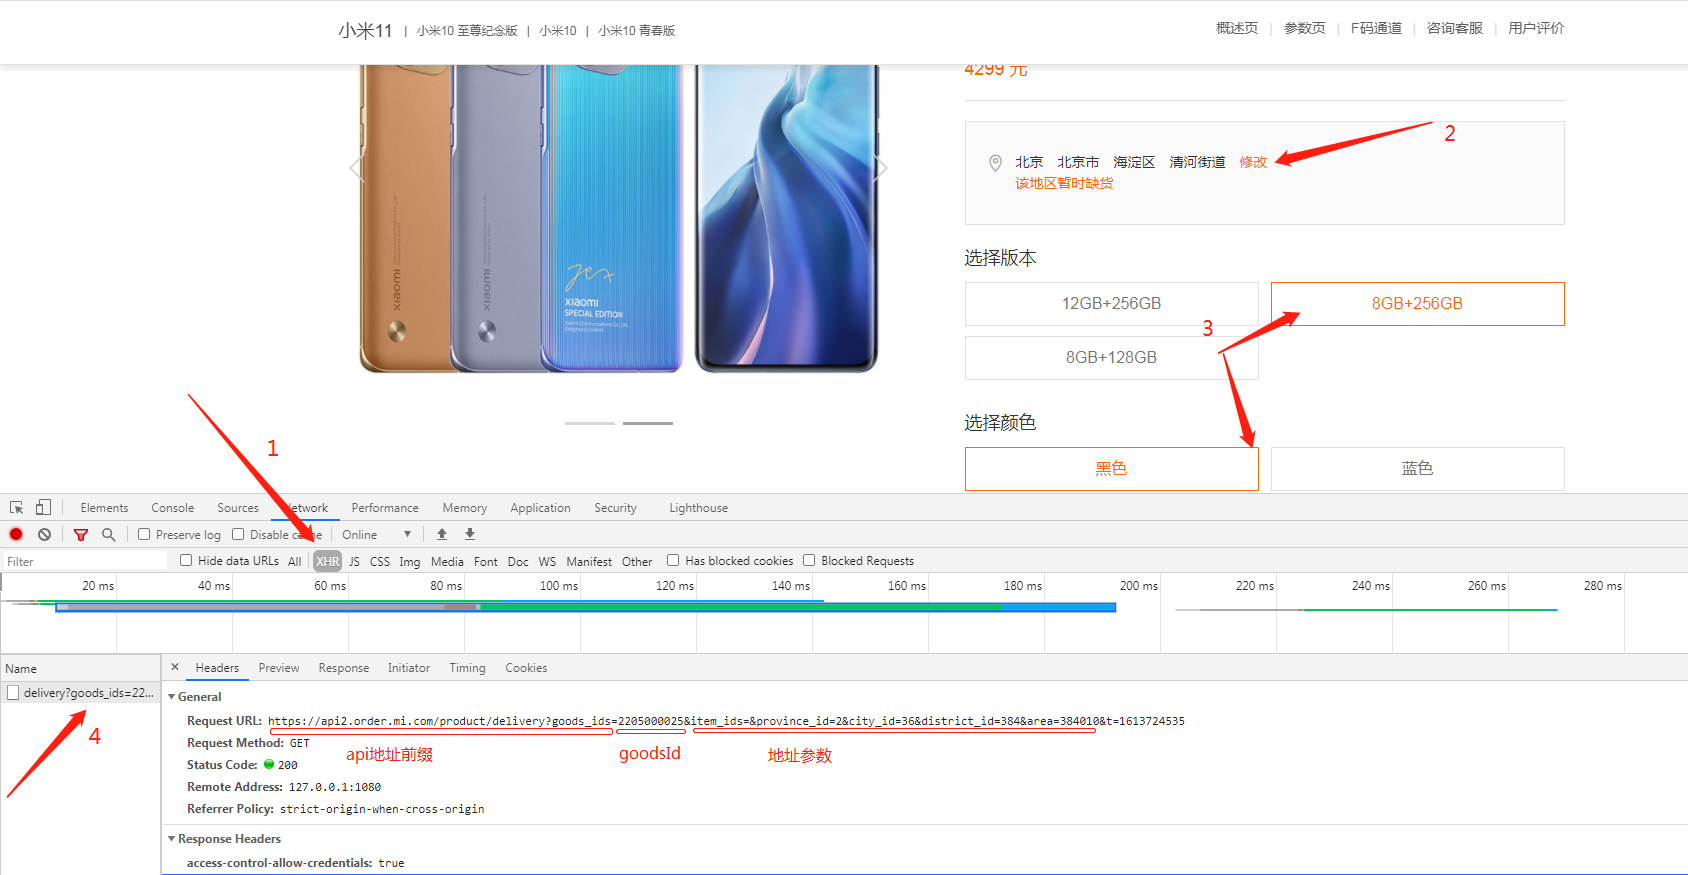 小米11 | 小米10 至尊纪念版 | 小米10 | 小米10 青春版
概述页 | 参数页 | F码通道 | 咨询客服 | 用户评价
4299 元
北京 北京市 海淀区 清河街道 修改
2
该地区暂时缺货
选择版本
12GB+256GB
8GB+256GB
3
8GB+128GB
xiaomi
xiaomi
xiaomi
SPECIAL EDITION
选择颜色
黑色
蓝色
1
Elements Console Sources Network Performance Memory Application Security Lighthouse
Preserve log Disable cache Online
Filter Hide data URLs All XHR JS CSS Img Media Font Doc WS Manifest Other Has blocked cookies Blocked Requests
20 ms 40 ms 60 ms 80 ms 100 ms 120 ms 140 ms 160 ms 180 ms 200 ms 220 ms 240 ms 260 ms 280 ms
Name
delivery?goods_ids=22...
4
× Headers Preview Response Initiator Timing Cookies
General
Request URL: https://api2.order.mi.com/product/delivery?goods_ids=2205000025&item_ids=&province_id=2&city_id=36&district_id=384&area=384010&t=1613724535
Request Method: GET
api地址前缀 goodsId 地址参数
Status Code: 200
Remote Address: 127.0.0.1:1080
Referrer Policy: strict-origin-when-cross-origin
Response Headers
access-control-allow-credentials: true